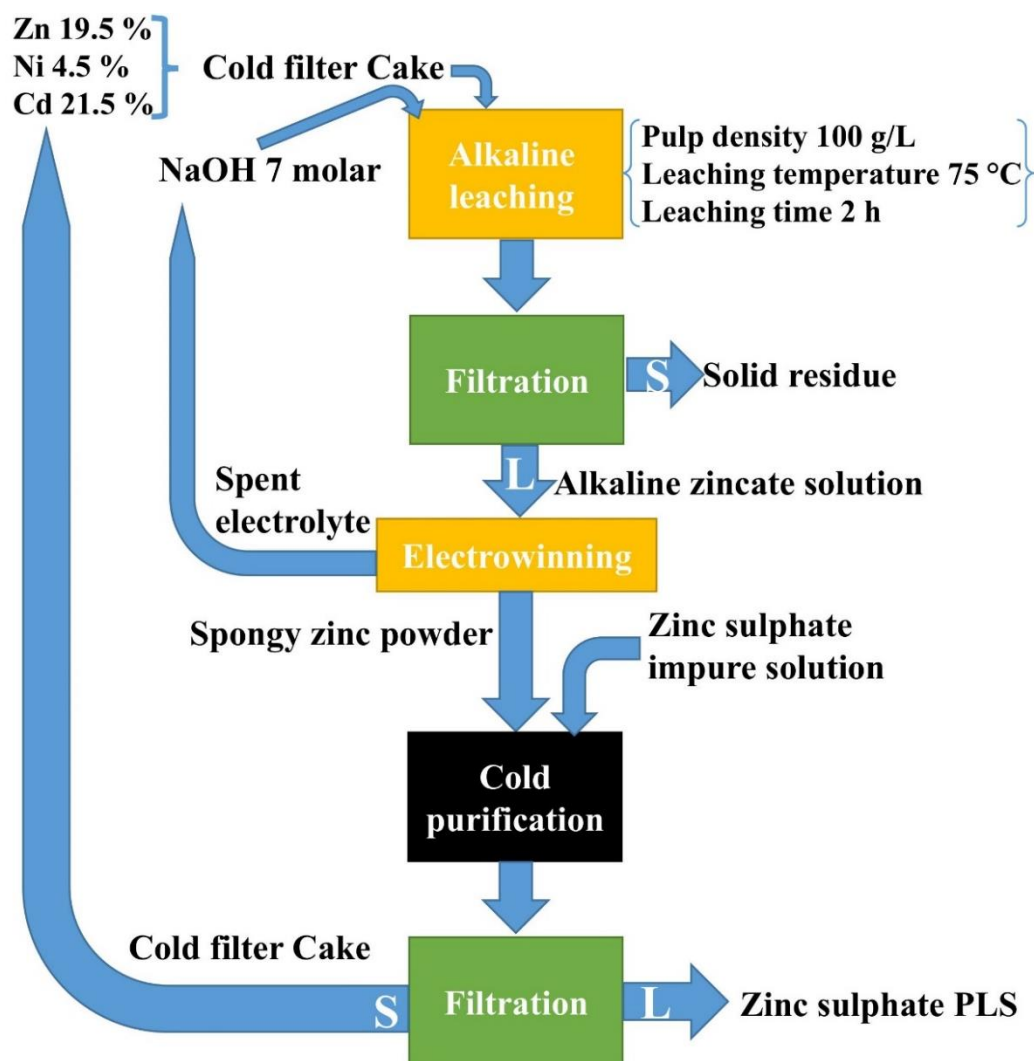 Zn 19.5 %
Ni 4.5 %
Cd 21.5 %
Cold filter Cake
NaOH 7 molar
Alkaline
leaching
Pulp density 100 g/L
Leaching temperature 75 °C
Leaching time 2 h
Filtration
S
Solid residue
L
Alkaline zincate solution
Spent
electrolyte
Electrowinning
Spongy zinc powder
Zinc sulphate
impure solution
Cold
purification
Cold filter Cake
S
Filtration
L
Zinc sulphate PLS